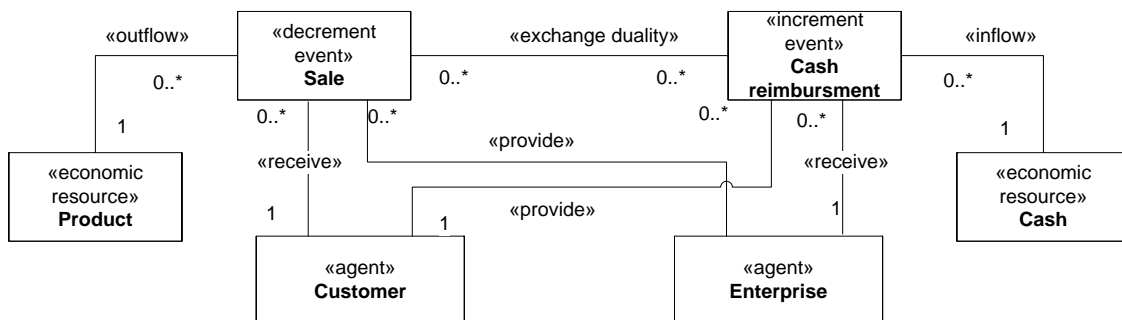 «outflow»
«decrement
event»
Sale
«exchange duality»
«increment
event»
Cash
reimbursment
«inflow»
0..*
0..*
0..*
0..*
0..*
0..*
0..*
0..*
1
1
«provide»
«economic
resource»
Product
«receive»
«receive»
«economic
resource»
Cash
1
«provide»
1
1
«agent»
Customer
«agent»
Enterprise